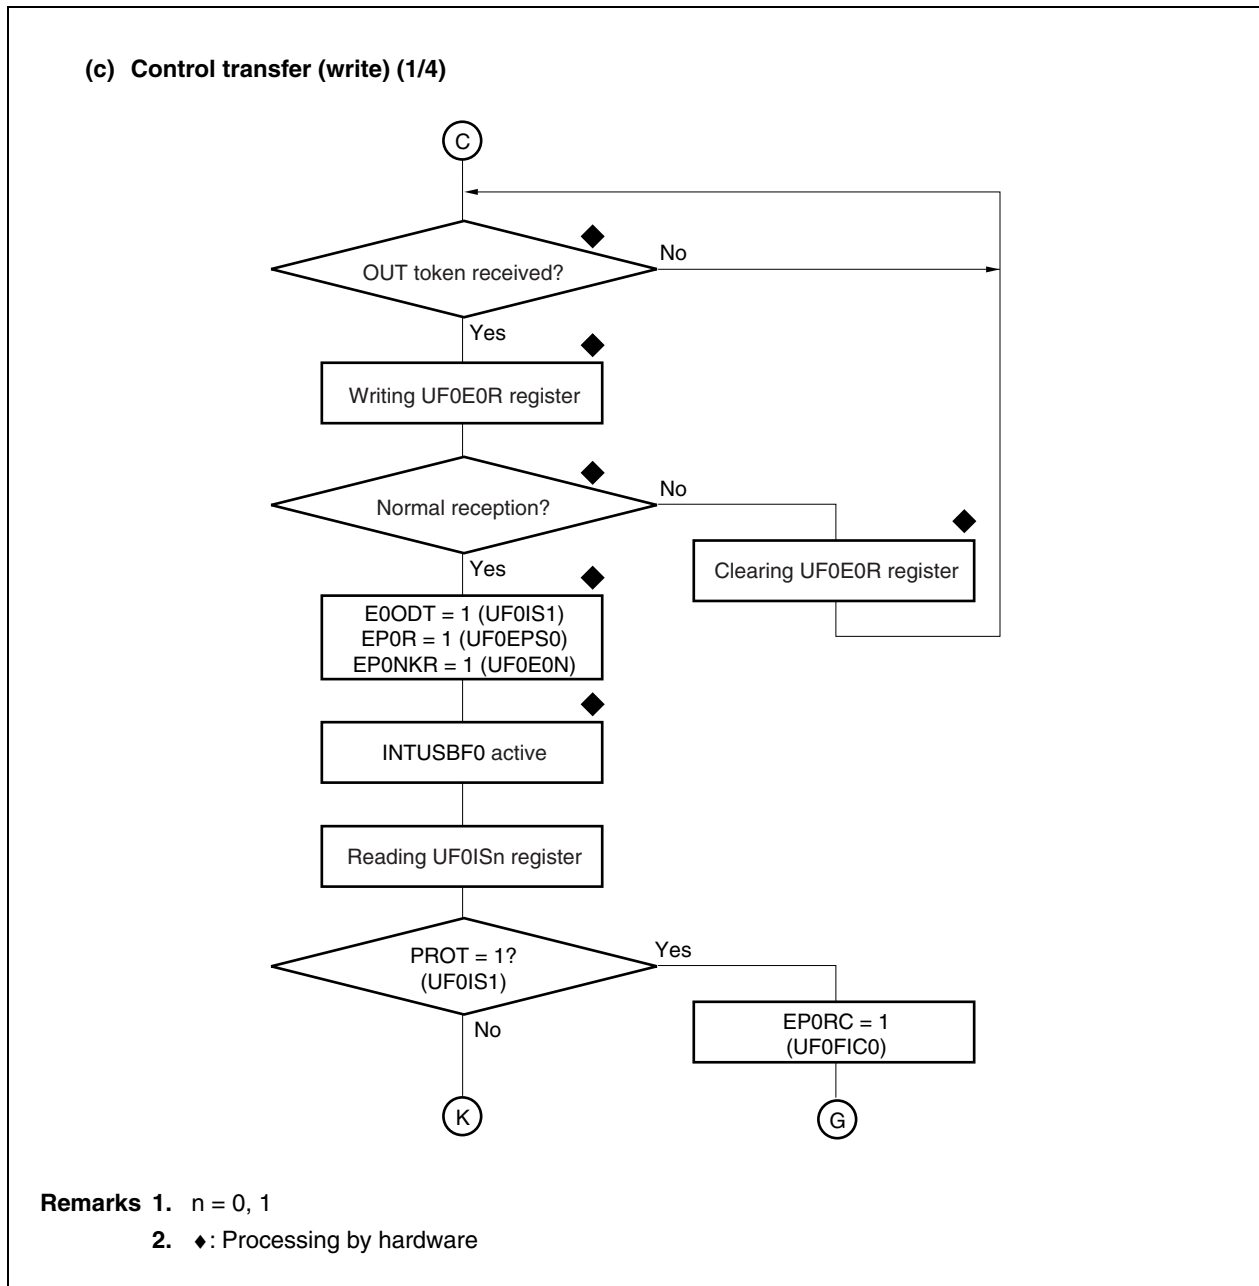 (c) Control transfer (write) (1/4)
C
OUT token received?
No
Yes
Writing UF0E0R register
Normal reception?
No
Clearing UF0E0R register
Yes
E0ODT = 1 (UF0IS1)
EP0R = 1 (UF0EPS0)
EP0NKR = 1 (UF0E0N)
INTUSBF0 active
Reading UF0ISn register
PROT = 1?
(UF0IS1)
Yes
EP0RC = 1
(UF0FIC0)
No
K
G
Remarks 1. n = 0, 1
2. ♦: Processing by hardware